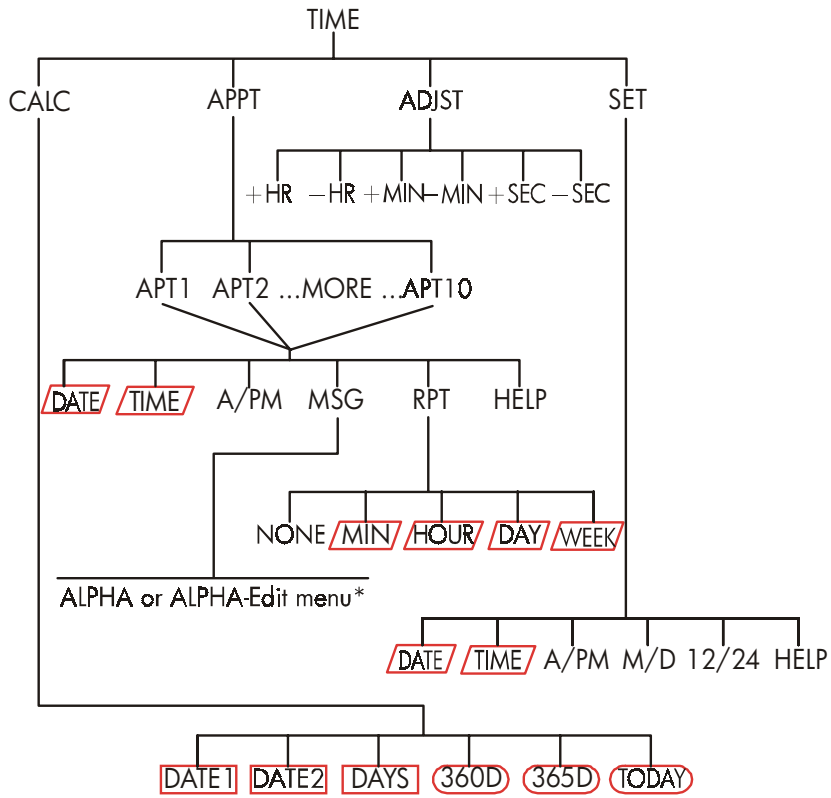 TIME
CALC APPT ADJST SET
+HR −HR +MIN −MIN +SEC −SEC
APT1 APT2 ...MORE ...APT10
DATE TIME A/PM MSG RPT HELP
NONE MIN HOUR DAY WEEK
ALPHA or ALPHA-Edit menu*
DATE TIME A/PM M/D 12/24 HELP
DATE1 DATE2 DAYS 360D 365D TODAY